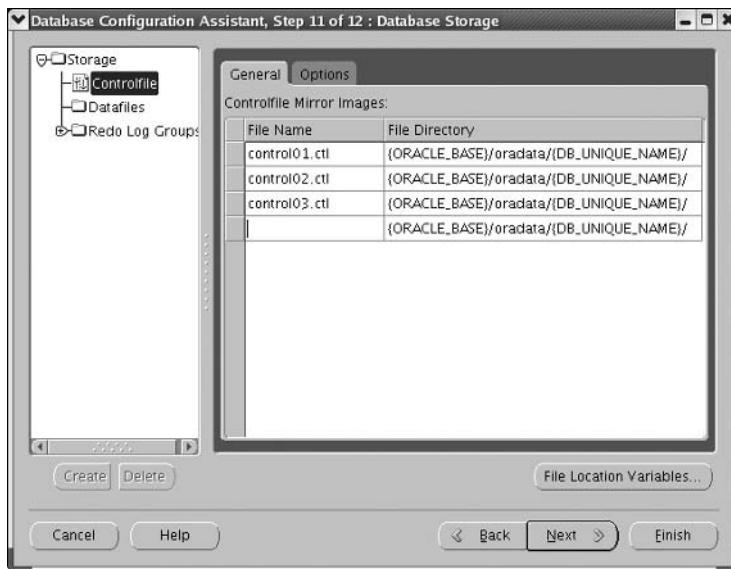 Database Configuration Assistant, Step 11 of 12 : Database Storage
Storage
Controlfile
Datafiles
Redo Log Groups
General Options
Controlfile Mirror Images:
File Name File Directory
control01.ctl {ORACLE_BASE}/oradata/{DB_UNIQUE_NAME}/
control02.ctl {ORACLE_BASE}/oradata/{DB_UNIQUE_NAME}/
control03.ctl {ORACLE_BASE}/oradata/{DB_UNIQUE_NAME}/
{ORACLE_BASE}/oradata/{DB_UNIQUE_NAME}/
Create Delete File Location Variables...
Cancel Help Back Next Finish